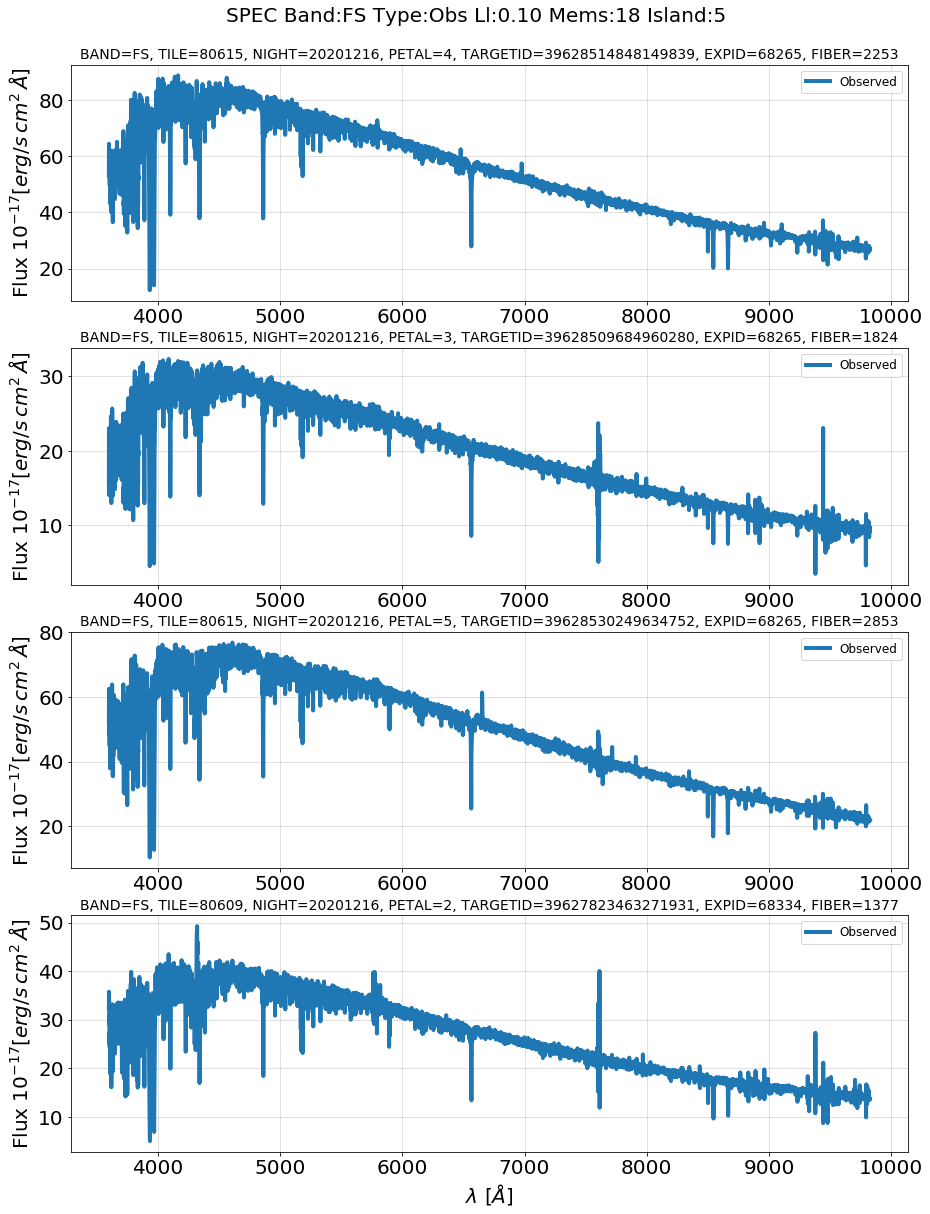 SPEC Band:FS Type:Obs Ll:0.10 Mems:18 Island:5
BAND=FS, TILE=80615, NIGHT=20201216, PETAL=4, TARGETID=39628514848149839, EXPID=68265, FIBER=2253
Flux 10^{-17}[erg/s cm^2 Å]
80
60
40
20
Observed
4000 5000 6000 7000 8000 9000 10000
BAND=FS, TILE=80615, NIGHT=20201216, PETAL=3, TARGETID=39628509684960280, EXPID=68265, FIBER=1824
Flux 10^{-17}[erg/s cm^2 Å]
30
20
10
Observed
4000 5000 6000 7000 8000 9000 10000
BAND=FS, TILE=80615, NIGHT=20201216, PETAL=5, TARGETID=39628530249634752, EXPID=68265, FIBER=2853
Flux 10^{-17}[erg/s cm^2 Å]
80
60
40
20
Observed
4000 5000 6000 7000 8000 9000 10000
BAND=FS, TILE=80609, NIGHT=20201216, PETAL=2, TARGETID=39627823463271931, EXPID=68334, FIBER=1377
Flux 10^{-17}[erg/s cm^2 Å]
50
40
30
20
10
Observed
4000 5000 6000 7000 8000 9000 10000
λ [Å]